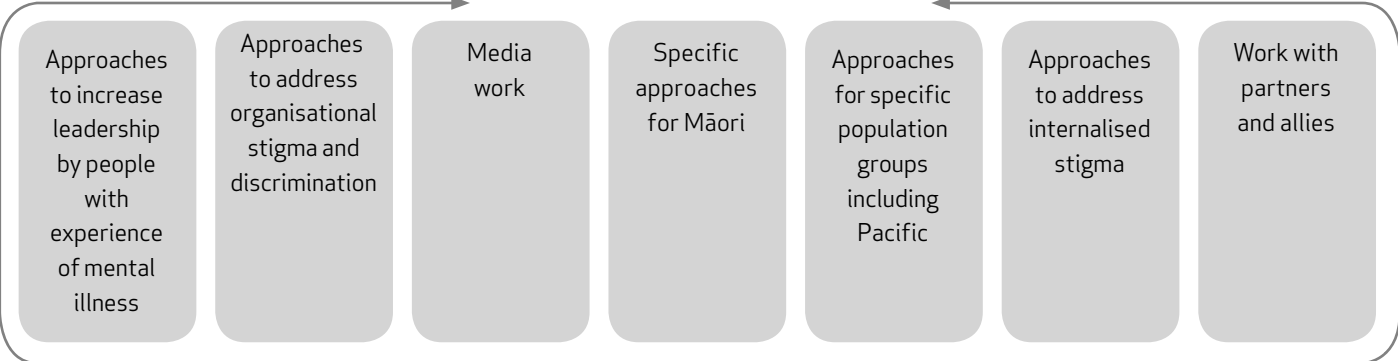 Approaches
to increase
leadership
by people
with
experience
of mental
illness
Approaches
to address
organisational
stigma and
discrimination
Media
work
Specific
approaches
for Māori
Approaches
for specific
population
groups
including
Pacific
Approaches
to address
internalised
stigma
Work with
partners
and allies